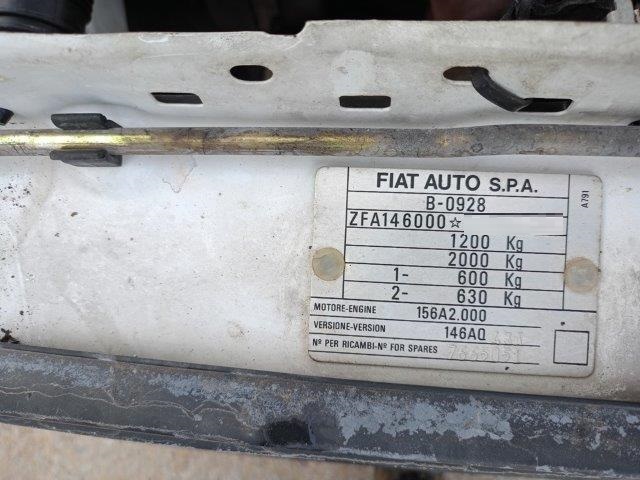 FIAT AUTO S.P.A.
B-0928
ZFA146000☆
1200 Kg
2000 Kg
1- 600 Kg
2- 630 Kg
MOTORE-ENGINE 156A2.000
VERSIONE-VERSION 146AQ
Nº PER RICAMBI-Nº FOR SPARES
A791